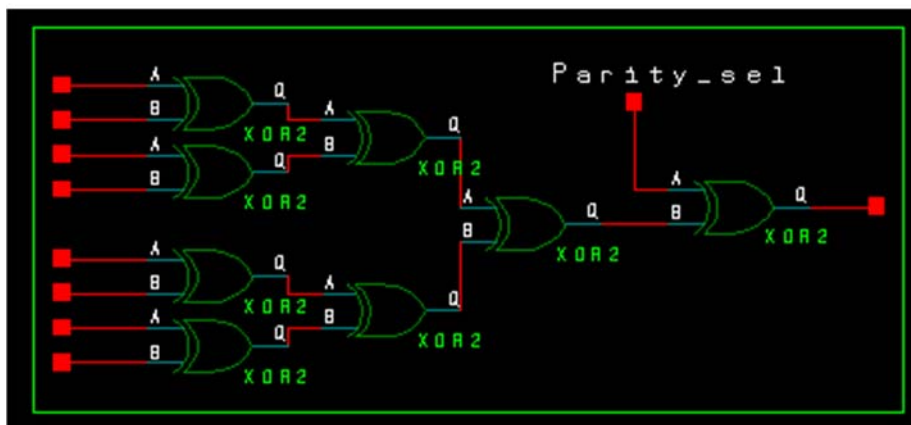 Parity_sel
A Q
B A Q
XOR2
A Q B XOR2
B XOR2 A Q A Q
B B
XOR2 XOR2
A Q
B A Q
XOR2
A Q B
B XOR2
XOR2